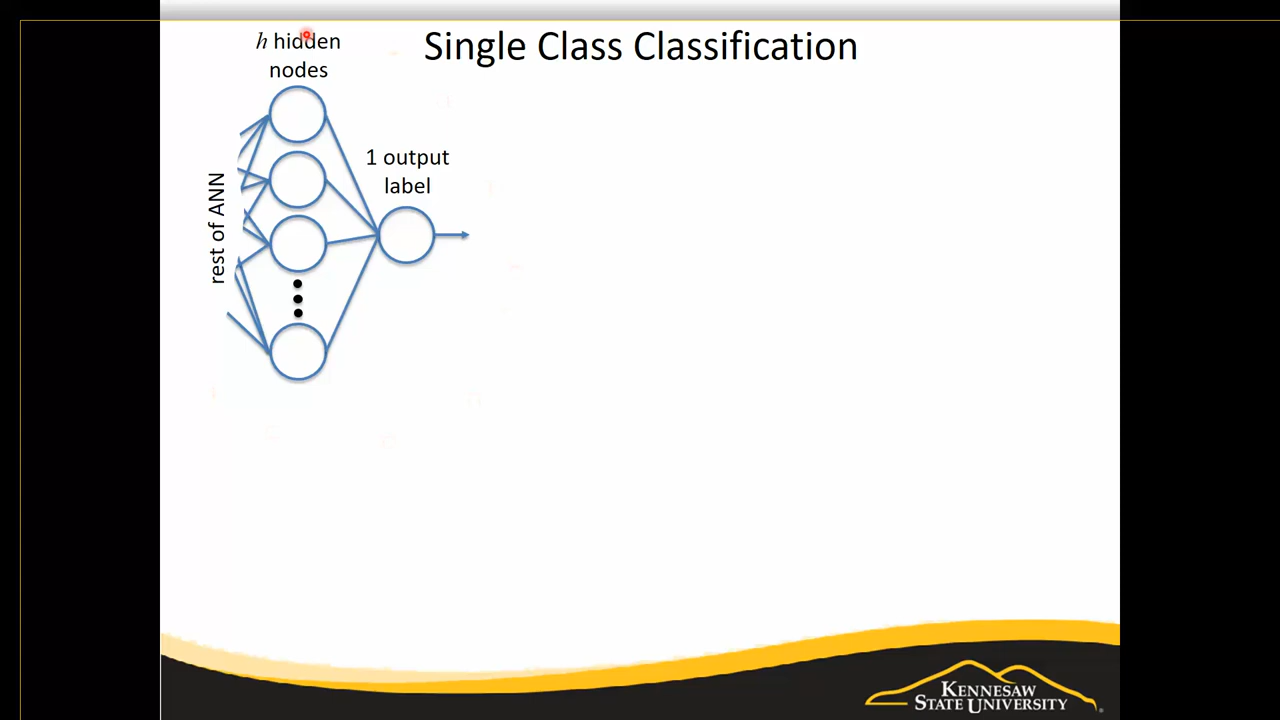 Single Class Classification
h hidden
nodes
1 output
label
rest of ANN
KENNESAW
STATE UNIVERSITY